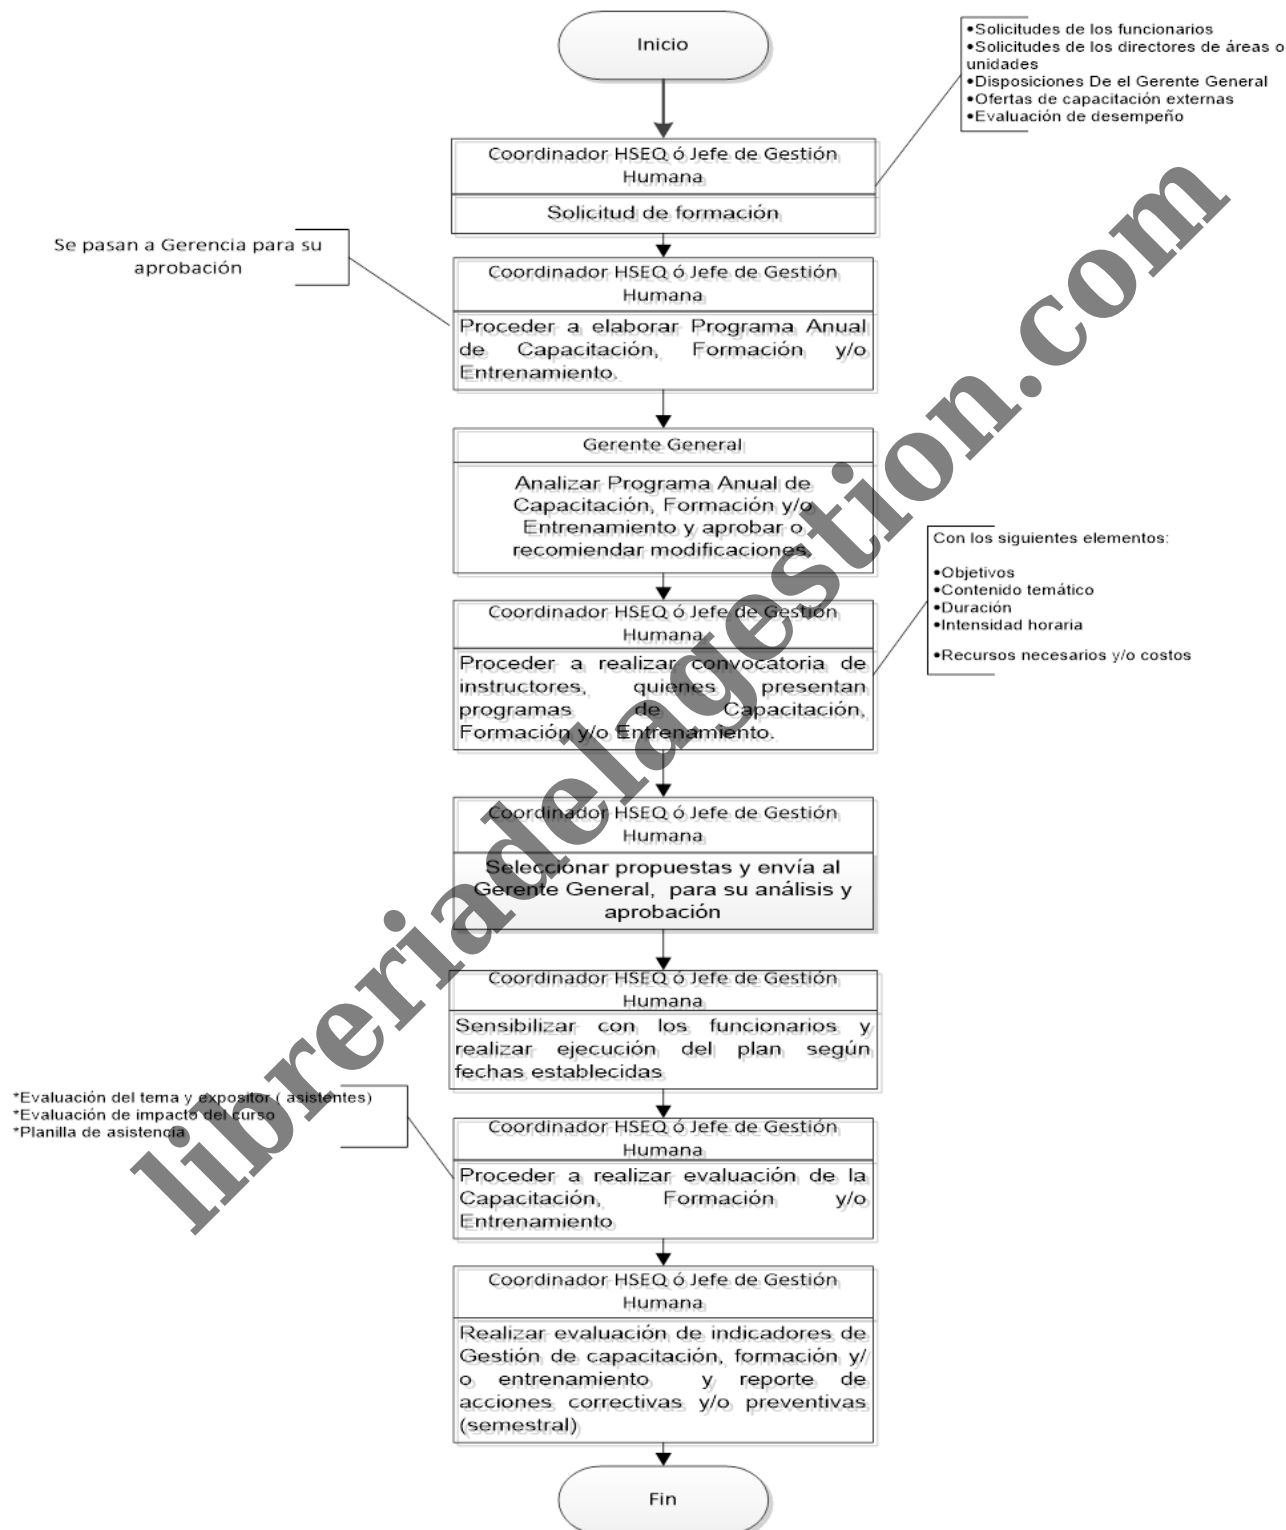 Inicio
•Solicitudes de los funcionarios
•Solicitudes de los directores de áreas o
unidades
•Disposiciones De el Gerente General
•Ofertas de capacitación externas
•Evaluación de desempeño
Coordinador HSEQ ó Jefe de Gestión
Humana
Solicitud de formación
Se pasan a Gerencia para su
aprobación
Coordinador HSEQ ó Jefe de Gestión
Humana
Proceder a elaborar Programa Anual
de Capacitación, Formación y/o
Entrenamiento.
Gerente General
Analizar Programa Anual de
Capacitación, Formación y/o
Entrenamiento y aprobar o
recomiendar modificaciones.
Con los siguientes elementos:
•Objetivos
•Contenido temático
•Duración
•Intensidad horaria
•Recursos necesarios y/o costos
Coordinador HSEQ ó Jefe de Gestión
Humana
Proceder a realizar convocatoria de
instructores, quienes presentan
programas de Capacitación,
Formación y/o Entrenamiento.
Coordinador HSEQ ó Jefe de Gestión
Humana
Seleccionar propuestas y envía al
Gerente General, para su análisis y
aprobación
Coordinador HSEQ ó Jefe de Gestión
Humana
Sensibilizar con los funcionarios y
realizar ejecución del plan según
fechas establecidas
*Evaluación del tema y expositor ( asistentes)
*Evaluación de impacto del curso
*Planilla de asistencia
Coordinador HSEQ ó Jefe de Gestión
Humana
Proceder a realizar evaluación de la
Capacitación, Formación y/o
Entrenamiento
Coordinador HSEQ ó Jefe de Gestión
Humana
Realizar evaluación de indicadores de
Gestión de capacitación, formación y/
o entrenamiento y reporte de
acciones correctivas y/o preventivas
(semestral)
Fin
libreriadelagestion.com